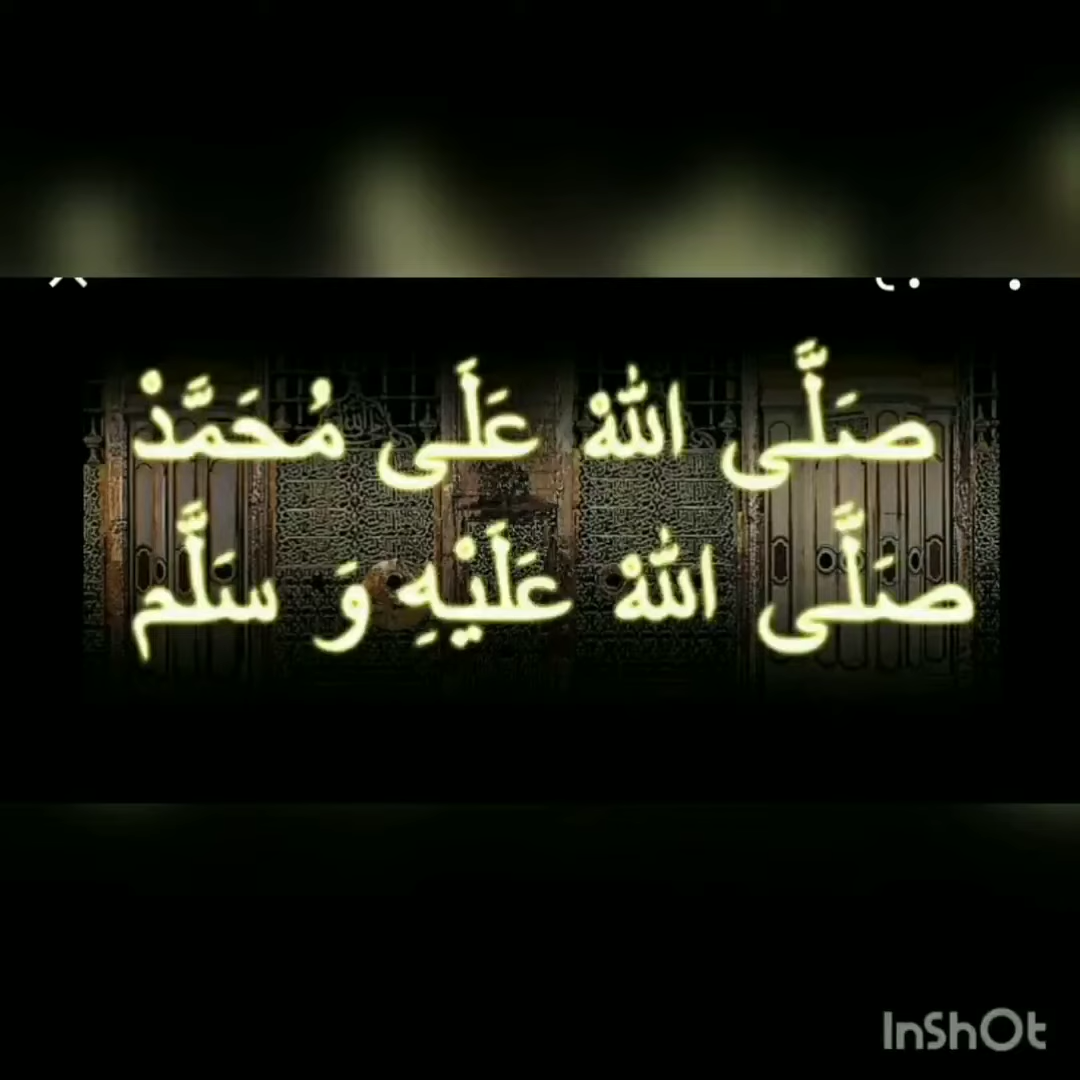 صَلَّى اللهْ عَلَى مُحَمَّدْ
صَلَّى اللهْ عَلَيْهِ وَ سَلَّم
InShOt